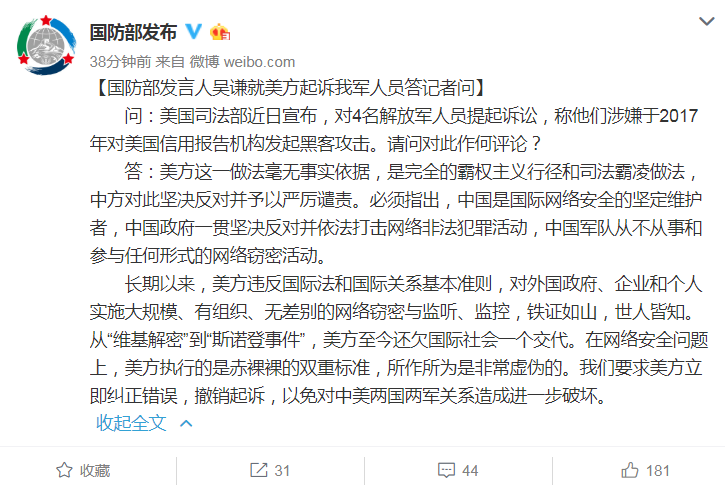 国防部发布
38分钟前 来自 微博 weibo.com
【国防部发言人吴谦就美方起诉我军人员答记者问】
问：美国司法部近日宣布，对4名解放军人员提起诉讼，称他们涉嫌于2017
年对美国信用报告机构发起黑客攻击。请问对此作何评论？
答：美方这一做法毫无事实依据，是完全的霸权主义行径和司法霸凌做法，
中方对此坚决反对并予以严厉谴责。必须指出，中国是国际网络安全的坚定维护
者，中国政府一贯坚决反对并依法打击网络非法犯罪活动，中国军队从不从事和
参与任何形式的网络窃密活动。
长期以来，美方违反国际法和国际关系基本准则，对外国政府、企业和个人
实施大规模、有组织、无差别的网络窃密与监听、监控，铁证如山，世人皆知。
从“维基解密”到“斯诺登事件”，美方至今还欠国际社会一个交代。在网络安全问题
上，美方执行的是赤裸裸的双重标准，所作所为是非常虚伪的。我们要求美方立
即纠正错误，撤销起诉，以免对中美两国两军关系造成进一步破坏。
收起全文
收藏 31 44 181